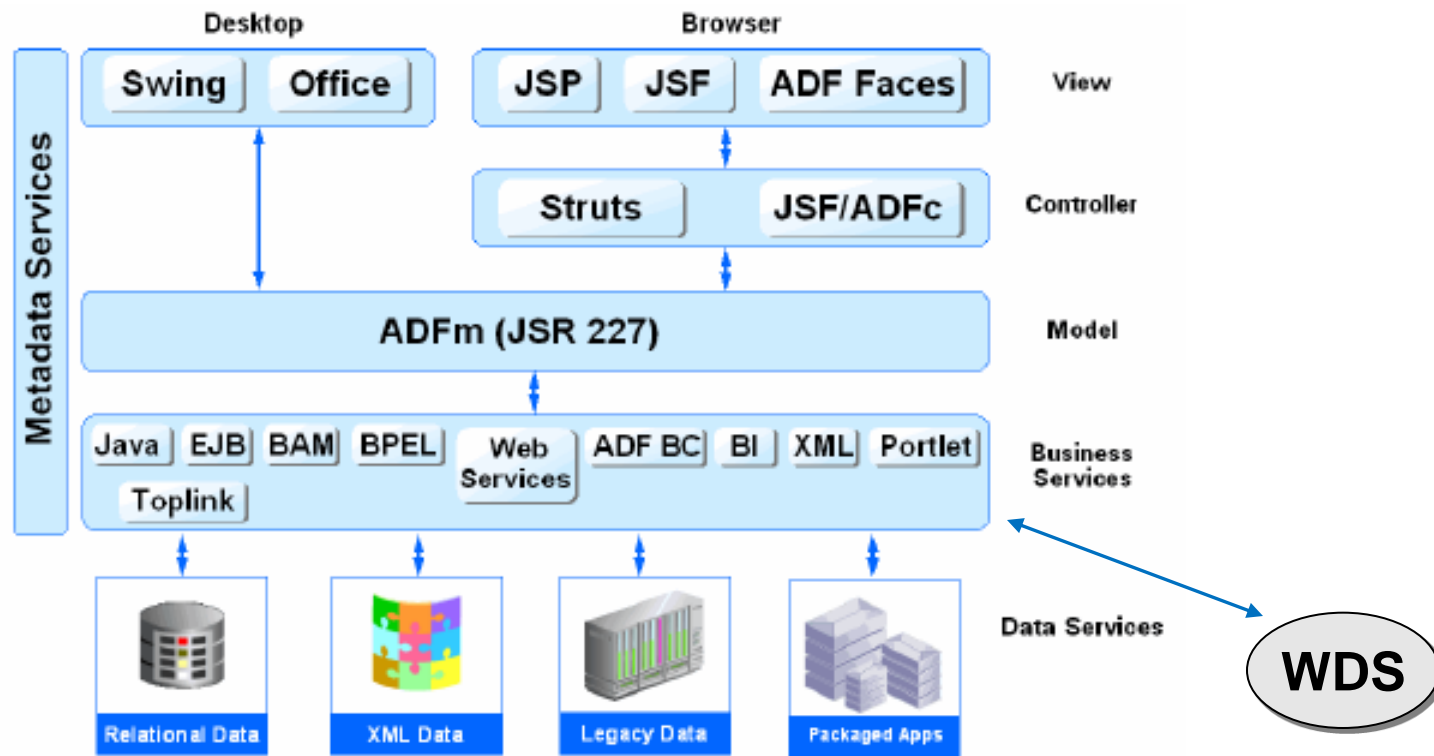 Desktop
Browser
Metadata Services
Swing
Office
JSP
JSF
ADF Faces
View
Struts
JSF/ADFc
Controller
ADFm (JSR 227)
Model
Java
EJB
BAM
BPEL
Web
Services
ADF BC
BI
XML
Portlet
Toplink
Business
Services
Data Services
WDS
Relational Data
XML Data
Legacy Data
Packaged Apps